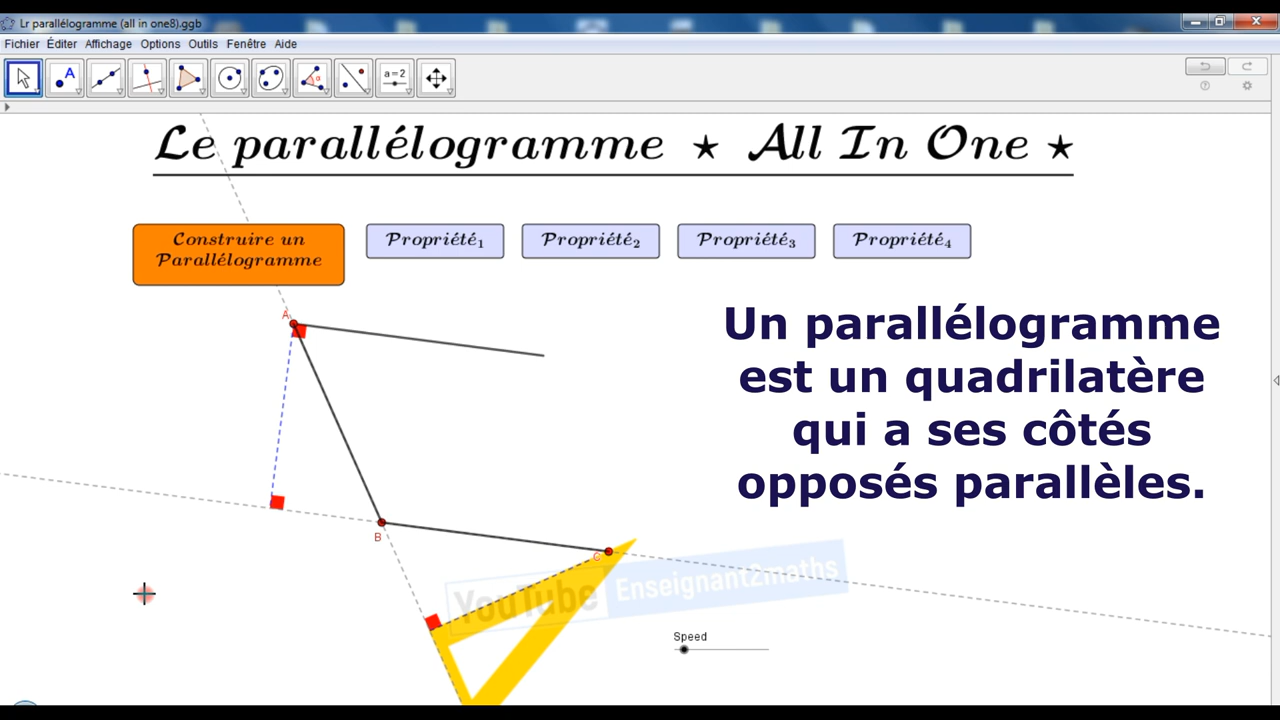 Lr parallélogramme (all in one8).ggb
Fichier Éditer Affichage Options Outils Fenêtre Aide
A
a=2
Le parallélogramme ★ All In One ★
Construire un
Parallélogramme
Propriété₁ Propriété₂ Propriété₃ Propriété₄
A
Un parallélogramme
est un quadrilatère
qui a ses côtés
opposés parallèles.
B
C
YouTube Enseignant2maths
Speed